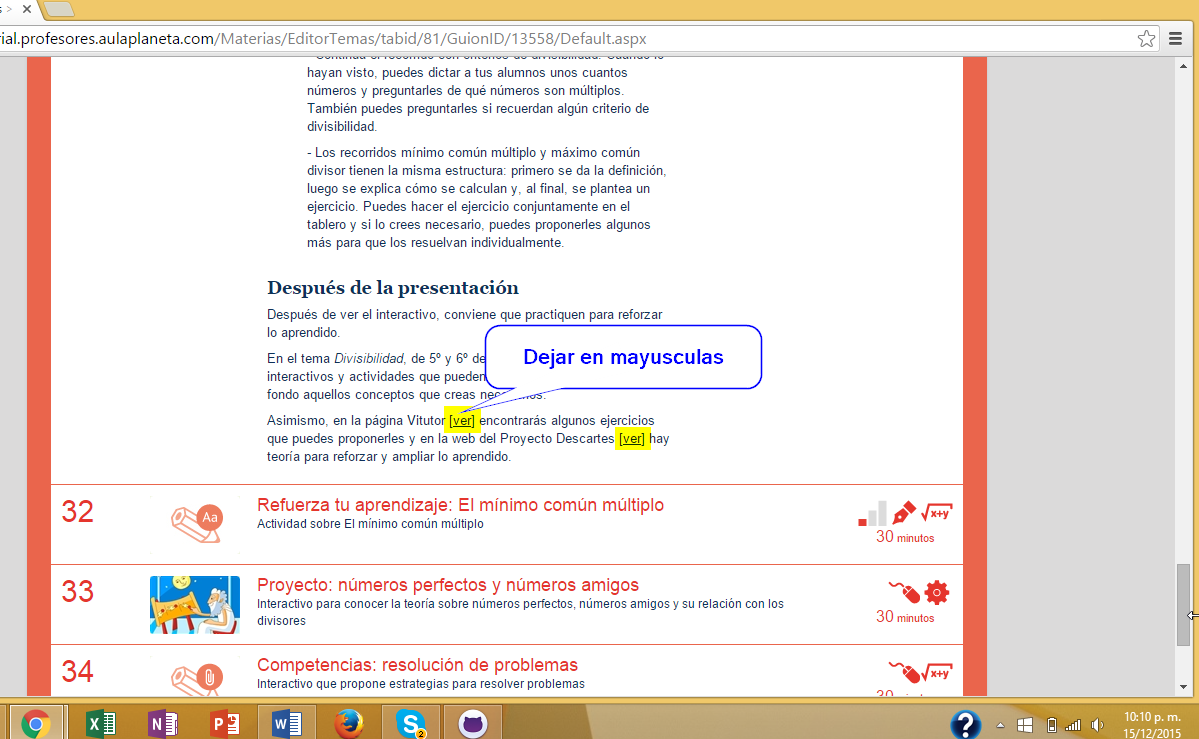 ial.profesores.aulaplaneta.com/Materias/EditorTemas/tabid/81/GuionID/13558/Default.aspx
hayan visto, puedes dictar a tus alumnos unos cuantos
números y preguntarles de qué números son múltiplos.
También puedes preguntarles si recuerdan algún criterio de
divisibilidad.
- Los recorridos mínimo común múltiplo y máximo común
divisor tienen la misma estructura: primero se da la definición,
luego se explica cómo se calculan y, al final, se plantea un
ejercicio. Puedes hacer el ejercicio conjuntamente en el
tablero y si lo crees necesario, puedes proponerles algunos
más para que los resuelvan individualmente.
Después de la presentación
Después de ver el interactivo, conviene que practiquen para reforzar
lo aprendido.
Dejar en mayusculas
En el tema Divisibilidad, de 5º y 6º de
interactivos y actividades que pueden
fondo aquellos conceptos que creas
Asimismo, en la página Vitutor [ver] encontrarás algunos ejercicios
que puedes proponerles y en la web del Proyecto Descartes [ver] hay
teoría para reforzar y ampliar lo aprendido.
32
Aa
Refuerza tu aprendizaje: El mínimo común múltiplo
Actividad sobre El mínimo común múltiplo
√x+y
30 minutos
33
Proyecto: números perfectos y números amigos
Interactivo para conocer la teoría sobre números perfectos, números amigos y su relación con los
divisores
30 minutos
34
Competencias: resolución de problemas
Interactivo que propone estrategias para resolver problemas
√x+y
2
10:10 p. m.
15/12/2015